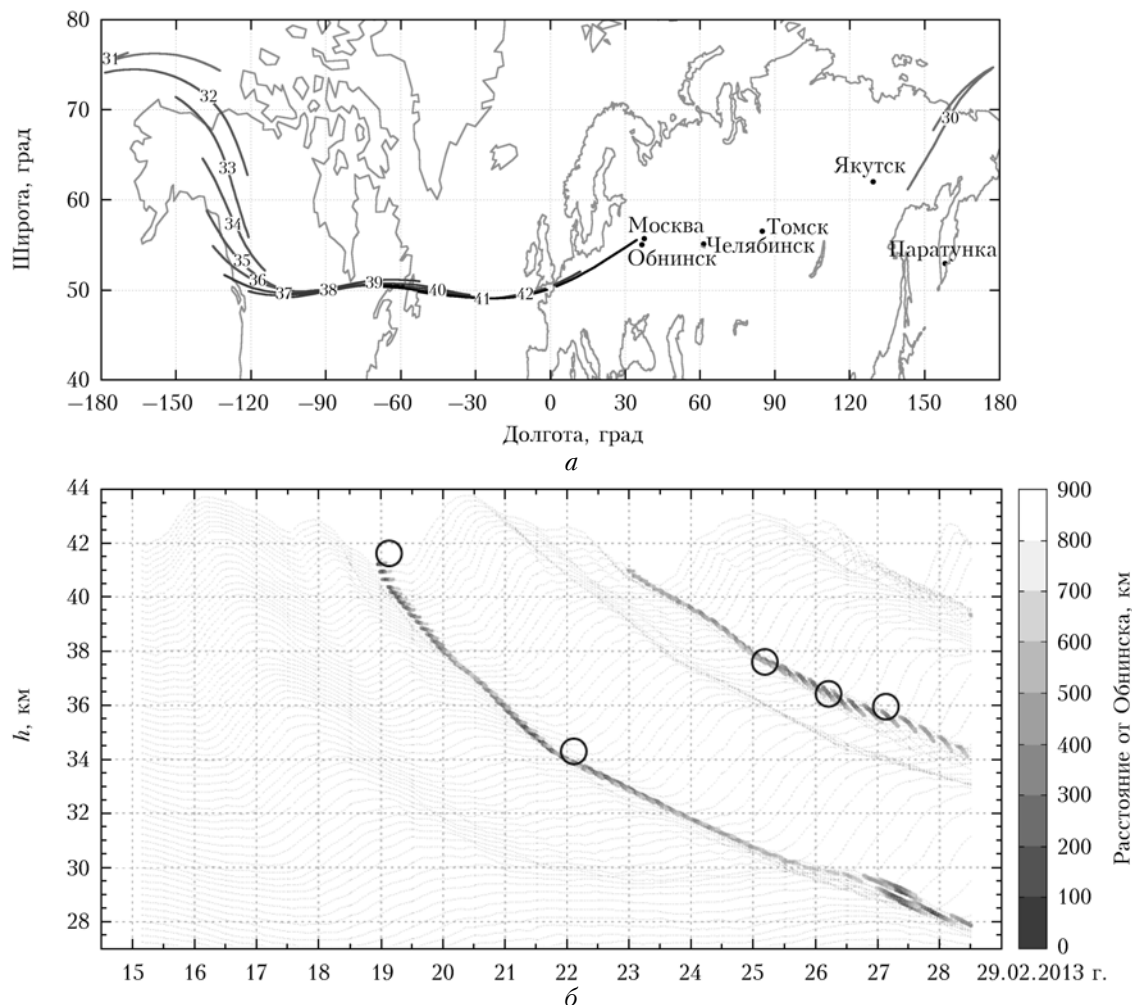 80
70
60
50
40
Широта, град
31
32
33
34
35
36
37
38
39
40
41
42
30
Якутск
Москва
Томск
Обнинск
Челябинск
Паратунка
−180 −150 −120 −90 −60 −30 0 30 60 90 120 150 180
Долгота, град
а
44
42
40
38
36
34
32
30
28
h, км
15 16 17 18 19 20 21 22 23 24 25 26 27 28 29.02.2013 г.
б
900
800
700
600
500
400
300
200
100
0
Расстояние от Обнинска, км